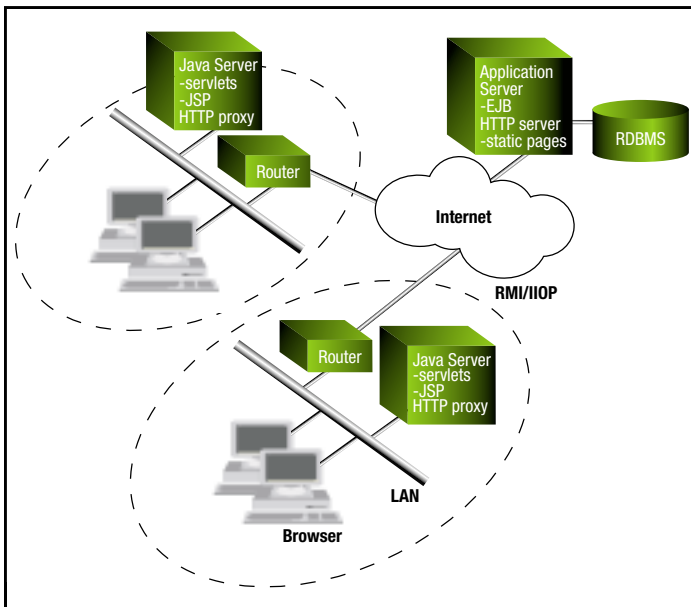 Java Server
-servlets
-JSP
HTTP proxy
Router
Application
Server
-EJB
HTTP server
-static pages
RDBMS
Internet
RMI/IIOP
Router
Java Server
-servlets
-JSP
HTTP proxy
LAN
Browser